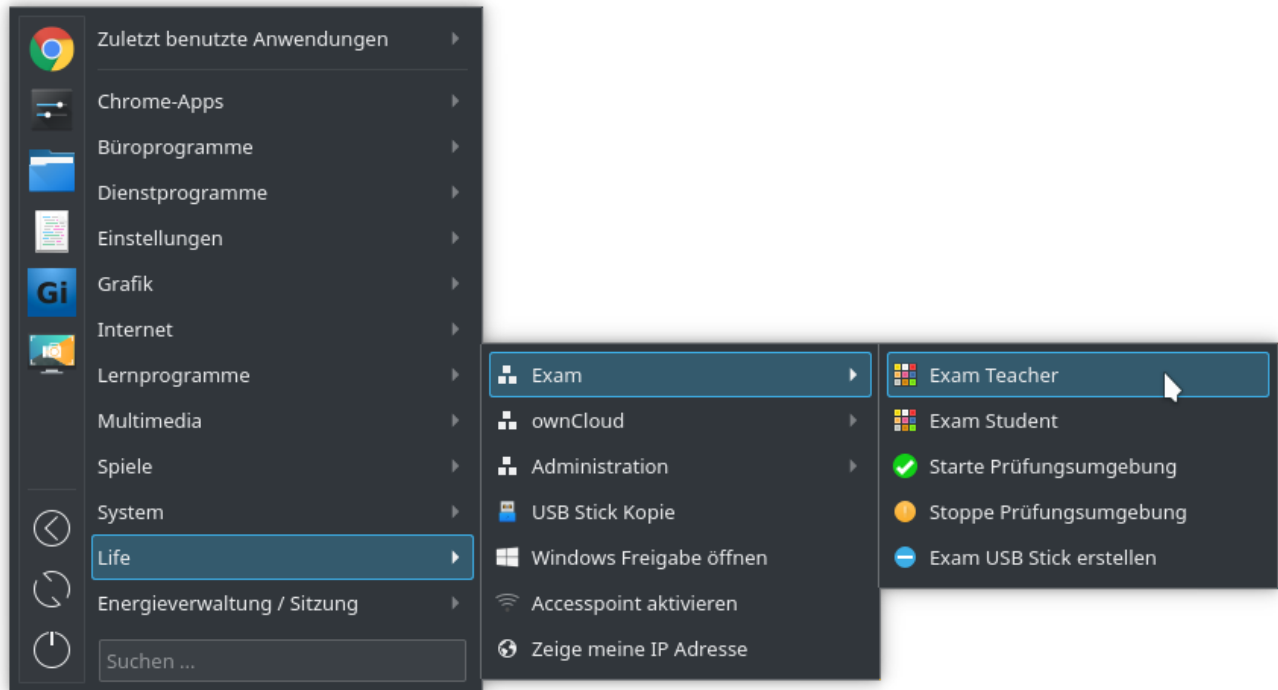 Zuletzt benutzte Anwendungen
Chrome-Apps
Büroprogramme
Dienstprogramme
Einstellungen
Grafik
Gi
Internet
Lernprogramme
Multimedia
Spiele
System
Life
Energieverwaltung / Sitzung
Suchen ...
Exam
ownCloud
Administration
USB Stick Kopie
Windows Freigabe öffnen
Accesspoint aktivieren
Zeige meine IP Adresse
Exam Teacher
Exam Student
Starte Prüfungsumgebung
Stoppe Prüfungsumgebung
Exam USB Stick erstellen